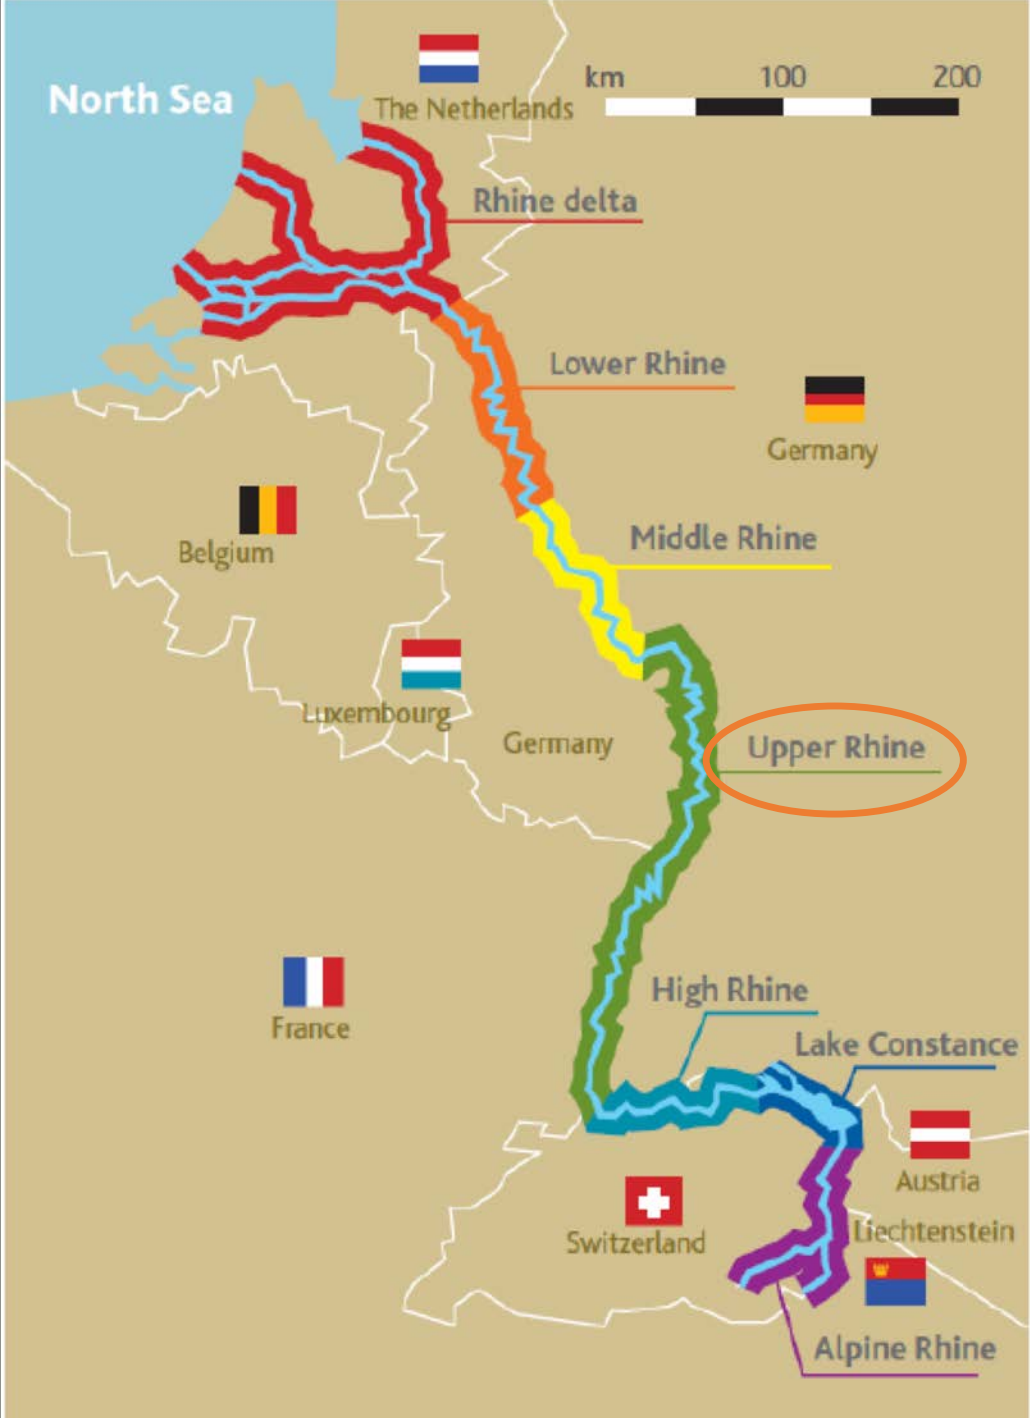 km 100 200
North Sea
The Netherlands
Rhine delta
Lower Rhine
Germany
Belgium
Middle Rhine
Luxembourg
Germany
Upper Rhine
High Rhine
France
Lake Constance
Austria
Switzerland
Liechtenstein
Alpine Rhine